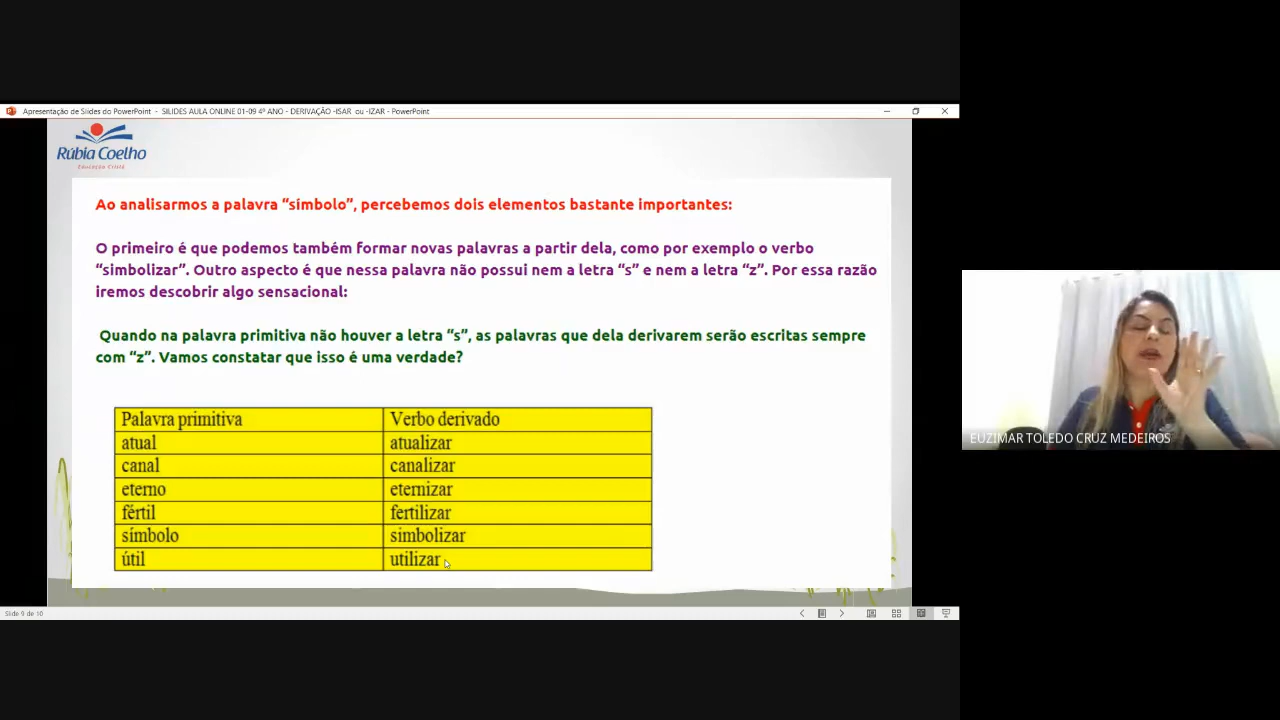 Apresentação de Slides do PowerPoint - SILIDES AULA ONLINE 01-09 4º ANO - DERIVAÇÃO -ISAR ou -IZAR - PowerPoint
Rúbia Coelho
Educação Cristã
Ao analisarmos a palavra “símbolo”, percebemos dois elementos bastante importantes:
O primeiro é que podemos também formar novas palavras a partir dela, como por exemplo o verbo
“simbolizar”. Outro aspecto é que nessa palavra não possui nem a letra “s” e nem a letra “z”. Por essa razão
iremos descobrir algo sensacional:
Quando na palavra primitiva não houver a letra “s”, as palavras que dela derivarem serão escritas sempre
com “z”. Vamos constatar que isso é uma verdade?
Palavra primitiva Verbo derivado
atual atualizar
canal canalizar
eterno eternizar
fértil fertilizar
símbolo simbolizar
útil utilizar
Slide 9 de 10
EUZIMAR TOLEDO CRUZ MEDEIROS